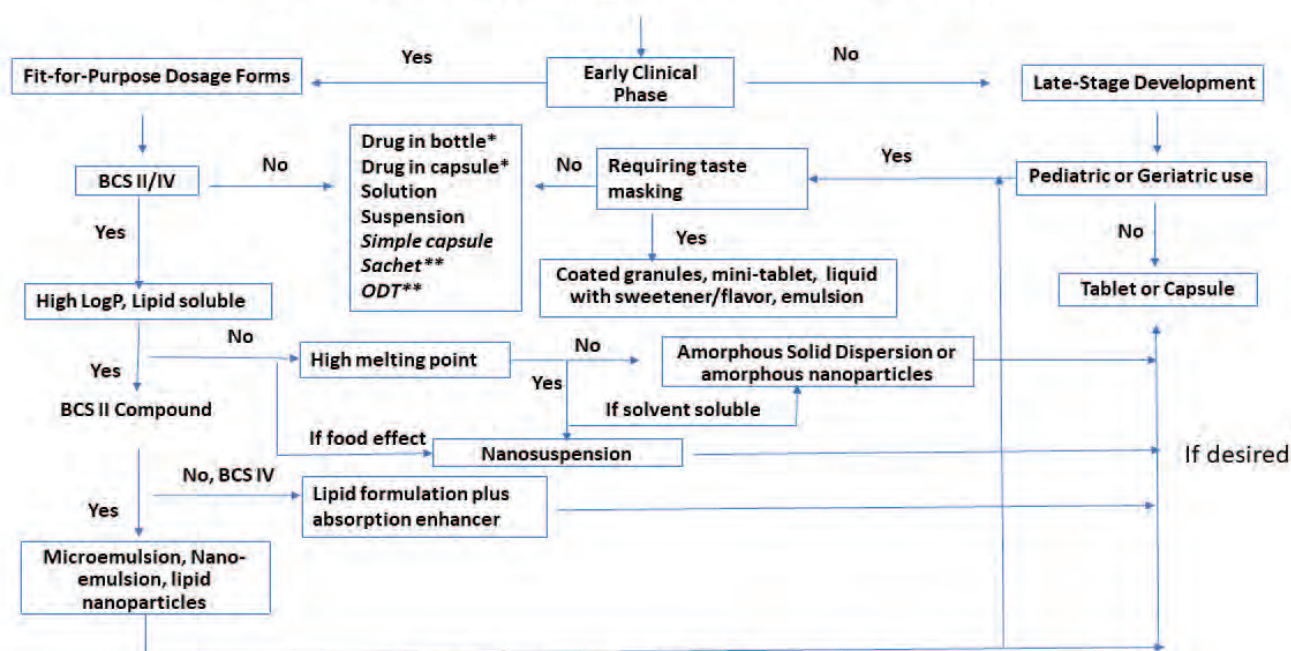 Yes
No
Fit-for-Purpose Dosage Forms
Early Clinical
Phase
Late-Stage Development
BCS II/IV
No
Drug in bottle*
Drug in capsule*
Solution
Suspension
Simple capsule
Sachet**
ODT**
No
Requiring taste
masking
Yes
Pediatric or Geriatric use
Yes
Yes
No
Coated granules, mini-tablet, liquid
with sweetener/flavor, emulsion
High LogP, Lipid soluble
Tablet or Capsule
No
High melting point
No
Amorphous Solid Dispersion or
amorphous nanoparticles
Yes
Yes
BCS II Compound
If solvent soluble
If food effect
Nanosuspension
If desired
No, BCS IV
Lipid formulation plus
absorption enhancer
Yes
Microemulsion, Nano-
emulsion, lipid
nanoparticles